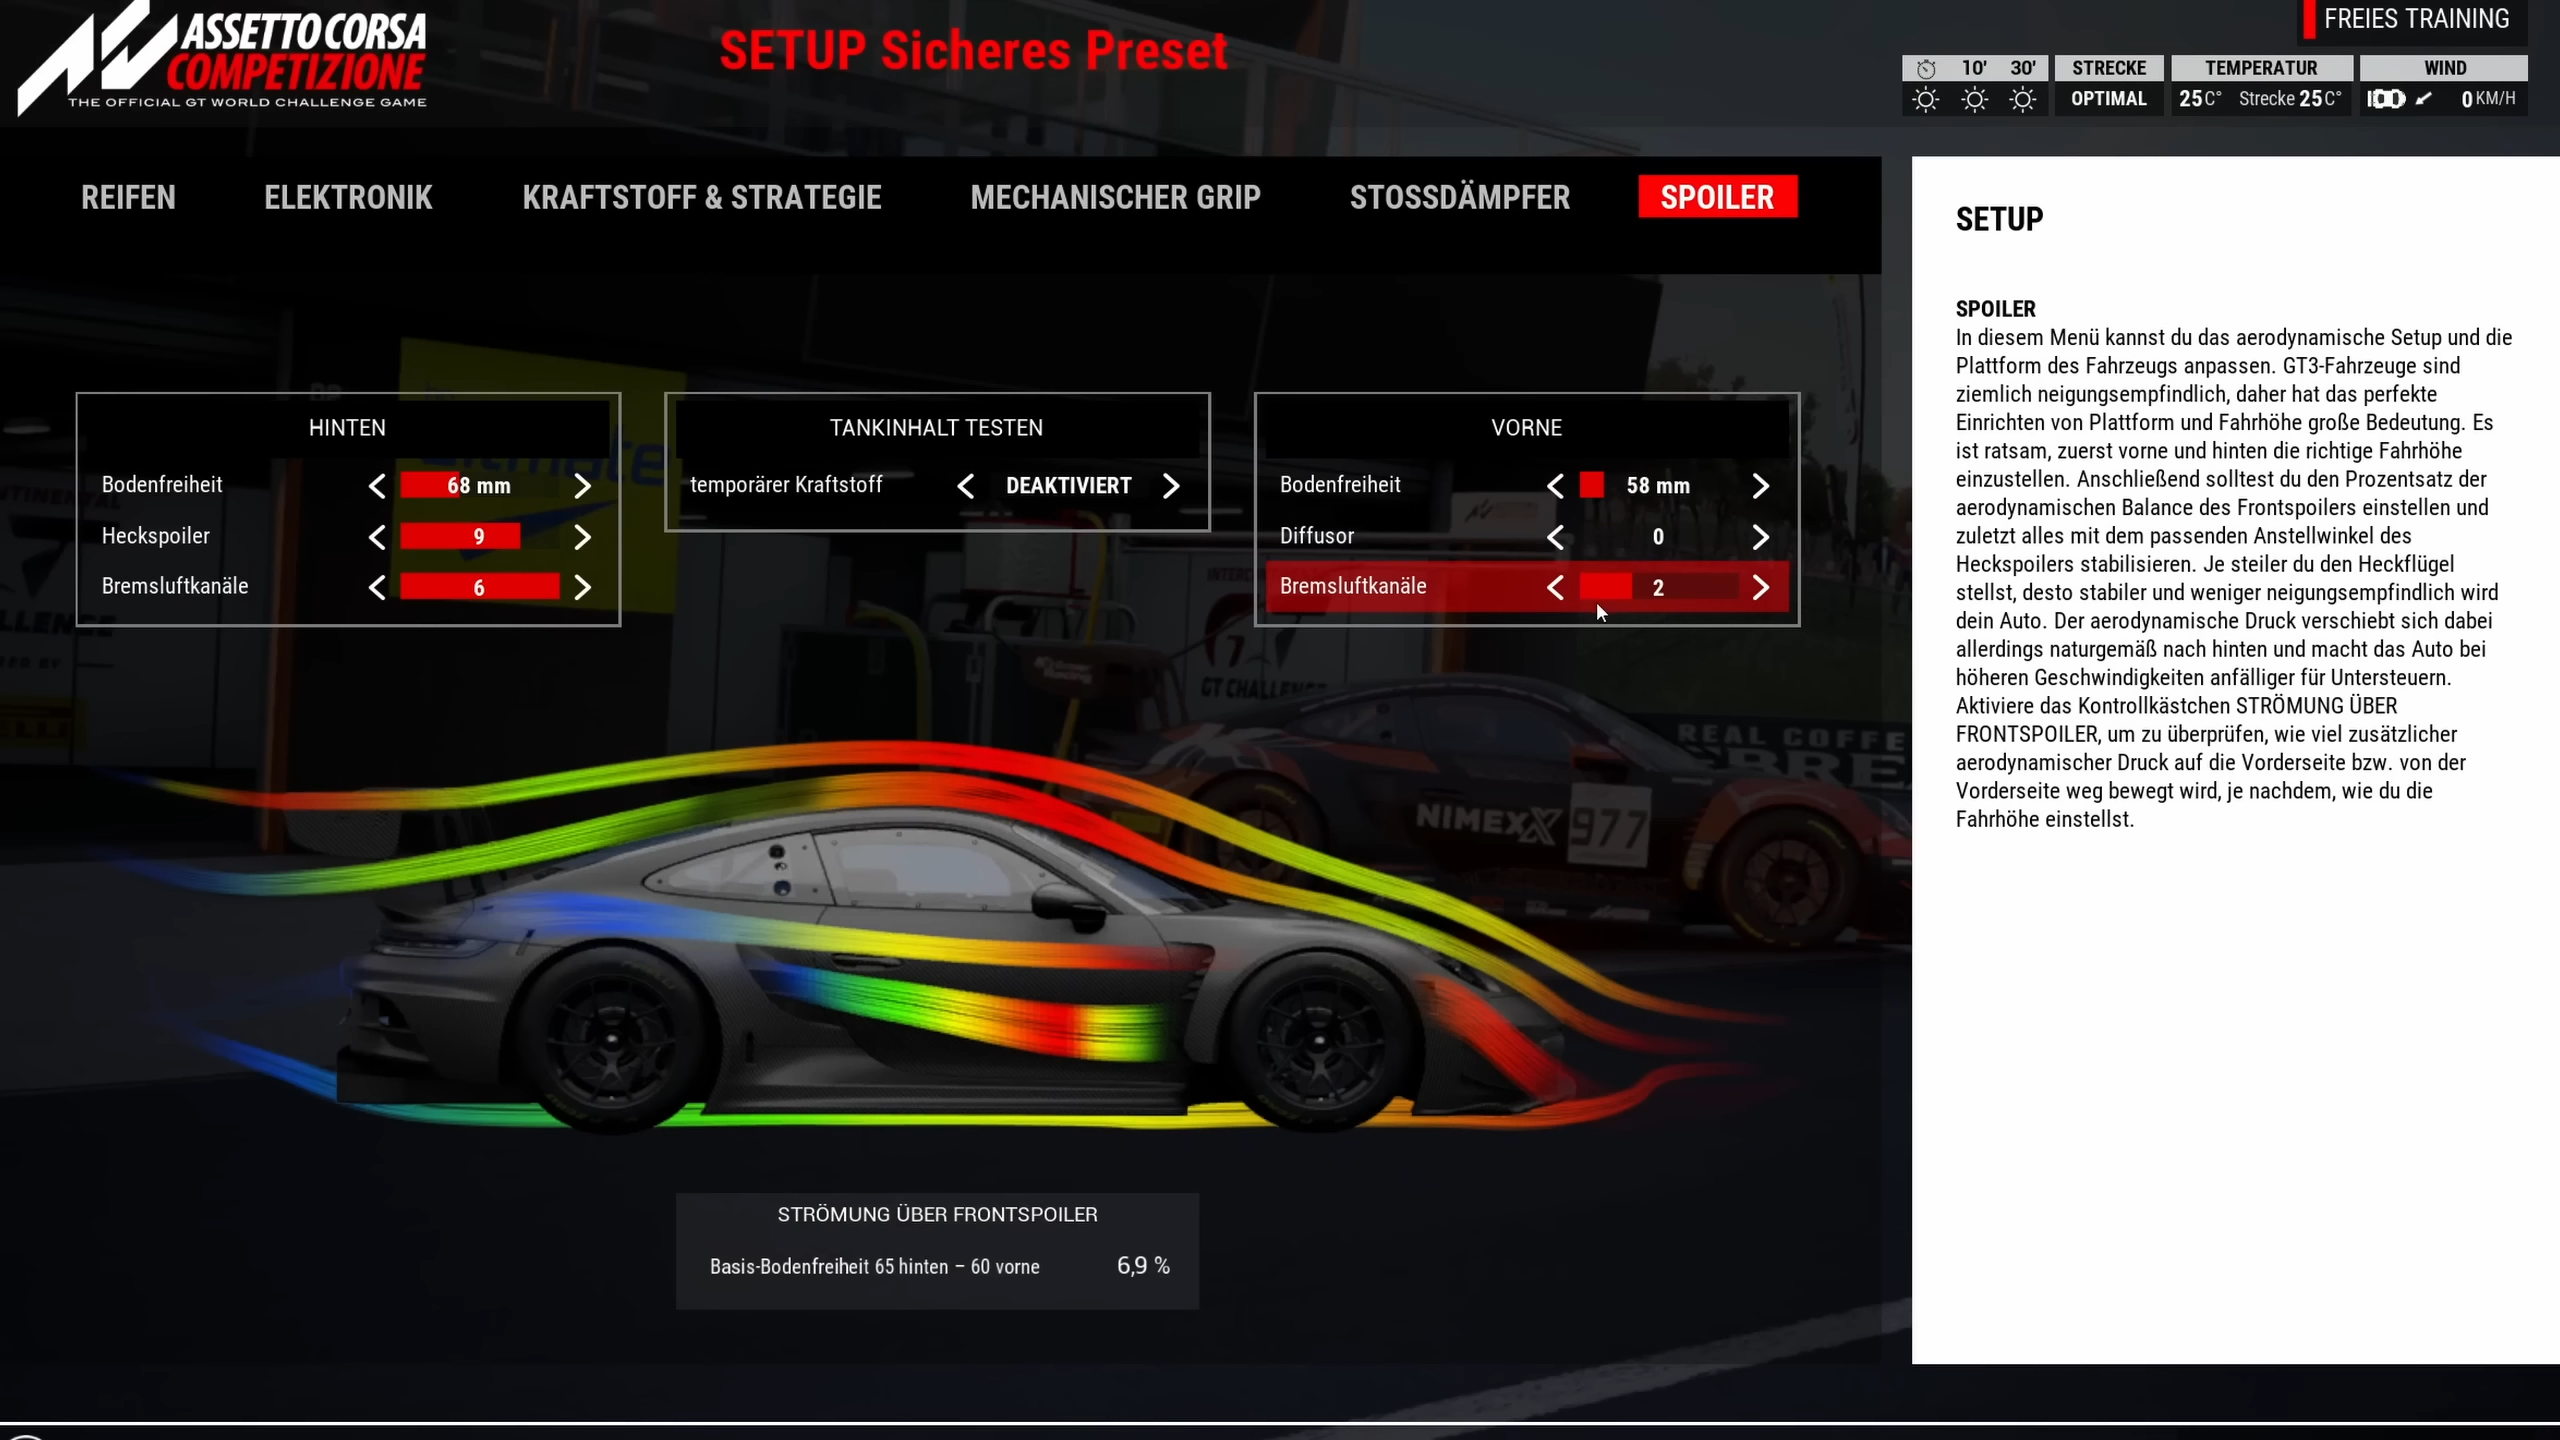 ASSETTO CORSA
COMPETIZIONE
THE OFFICIAL GT WORLD CHALLENGE GAME
SETUP Sicheres Preset
FREIES TRAINING
10' 30' STRECKE TEMPERATUR WIND
OPTIMAL 25 C° Strecke 25 C° 0 KM/H
REIFEN ELEKTRONIK KRAFTSTOFF & STRATEGIE MECHANISCHER GRIP STOSSDÄMPFER SPOILER
HINTEN
Bodenfreiheit 68 mm
Heckspoiler 9
Bremsluftkanäle 6
TANKINHALT TESTEN
temporärer Kraftstoff DEAKTIVIERT
VORNE
Bodenfreiheit 58 mm
Diffusor 0
Bremsluftkanäle 2
GT CHALLENGE
REAL COFFE
NIMEX 977
STRÖMUNG ÜBER FRONTSPOILER
Basis-Bodenfreiheit 65 hinten – 60 vorne 6,9 %
SETUP
SPOILER
In diesem Menü kannst du das aerodynamische Setup und die
Plattform des Fahrzeugs anpassen. GT3-Fahrzeuge sind
ziemlich neigungsempfindlich, daher hat das perfekte
Einrichten von Plattform und Fahrhöhe große Bedeutung. Es
ist ratsam, zuerst vorne und hinten die richtige Fahrhöhe
einzustellen. Anschließend solltest du den Prozentsatz der
aerodynamischen Balance des Frontspoilers einstellen und
zuletzt alles mit dem passenden Anstellwinkel des
Heckspoilers stabilisieren. Je steiler du den Heckflügel
stellst, desto stabiler und weniger neigungsempfindlich wird
dein Auto. Der aerodynamische Druck verschiebt sich dabei
allerdings naturgemäß nach hinten und macht das Auto bei
höheren Geschwindigkeiten anfälliger für Untersteuern.
Aktiviere das Kontrollkästchen STRÖMUNG ÜBER
FRONTSPOILER, um zu überprüfen, wie viel zusätzlicher
aerodynamischer Druck auf die Vorderseite bzw. von der
Vorderseite weg bewegt wird, je nachdem, wie du die
Fahrhöhe einstellst.